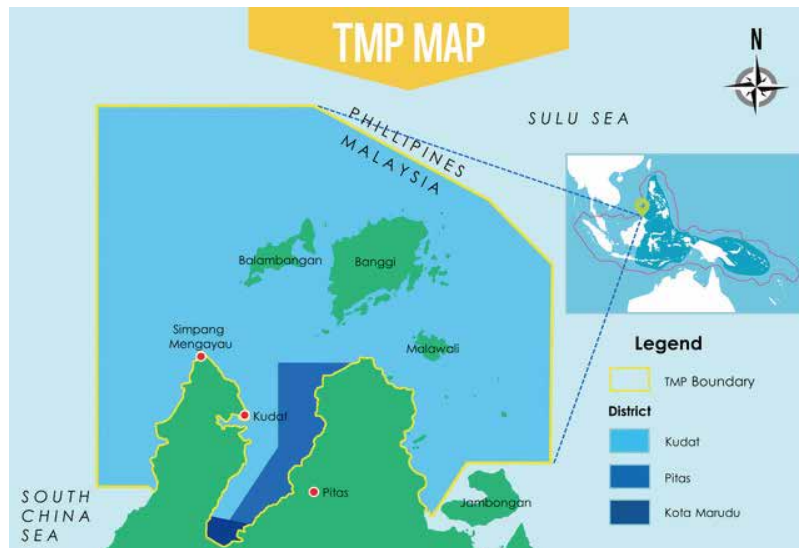 TMP MAP
N
SULU SEA
PHILLIPINES
MALAYSIA
Balambangan
Banggi
Simpang
Mengayau
Malawali
Kudat
Pitas
Jambongan
SOUTH
CHINA
SEA
Legend
TMP Boundary
District
Kudat
Pitas
Kota Marudu